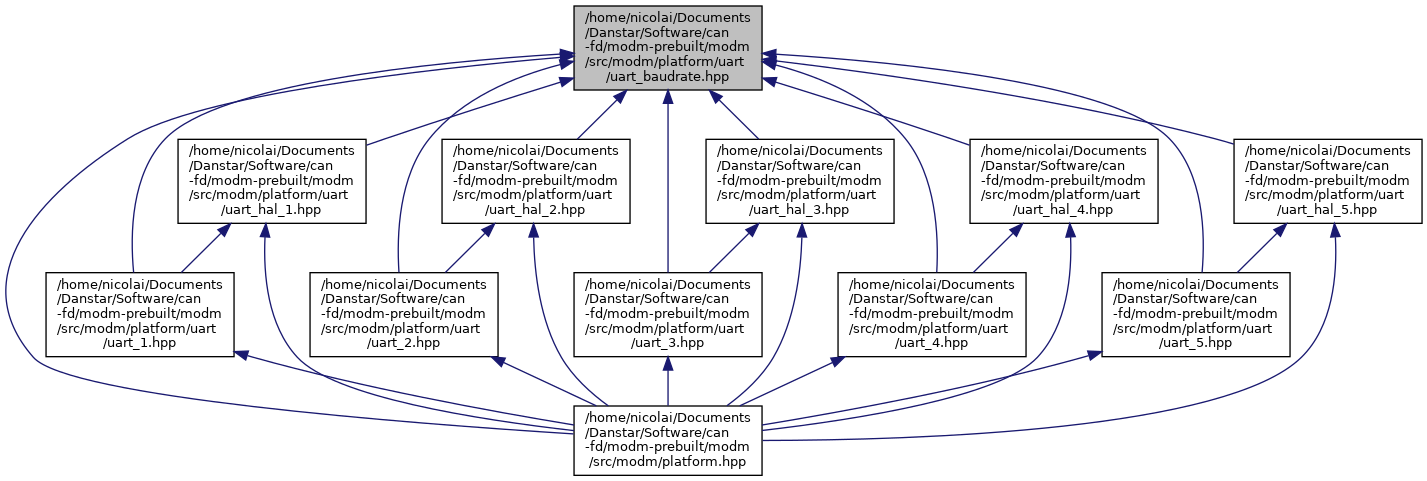 /home/nicolai/Documents
/Danstar/Software/can
-fd/modm-prebuilt/modm
/src/modm/platform/uart
/uart_baudrate.hpp
/home/nicolai/Documents
/Danstar/Software/can
-fd/modm-prebuilt/modm
/src/modm/platform/uart
/uart_hal_1.hpp
/home/nicolai/Documents
/Danstar/Software/can
-fd/modm-prebuilt/modm
/src/modm/platform/uart
/uart_hal_2.hpp
/home/nicolai/Documents
/Danstar/Software/can
-fd/modm-prebuilt/modm
/src/modm/platform/uart
/uart_hal_3.hpp
/home/nicolai/Documents
/Danstar/Software/can
-fd/modm-prebuilt/modm
/src/modm/platform/uart
/uart_hal_4.hpp
/home/nicolai/Documents
/Danstar/Software/can
-fd/modm-prebuilt/modm
/src/modm/platform/uart
/uart_hal_5.hpp
/home/nicolai/Documents
/Danstar/Software/can
-fd/modm-prebuilt/modm
/src/modm/platform/uart
/uart_1.hpp
/home/nicolai/Documents
/Danstar/Software/can
-fd/modm-prebuilt/modm
/src/modm/platform/uart
/uart_2.hpp
/home/nicolai/Documents
/Danstar/Software/can
-fd/modm-prebuilt/modm
/src/modm/platform/uart
/uart_3.hpp
/home/nicolai/Documents
/Danstar/Software/can
-fd/modm-prebuilt/modm
/src/modm/platform/uart
/uart_4.hpp
/home/nicolai/Documents
/Danstar/Software/can
-fd/modm-prebuilt/modm
/src/modm/platform/uart
/uart_5.hpp
/home/nicolai/Documents
/Danstar/Software/can
-fd/modm-prebuilt/modm
/src/modm/platform.hpp